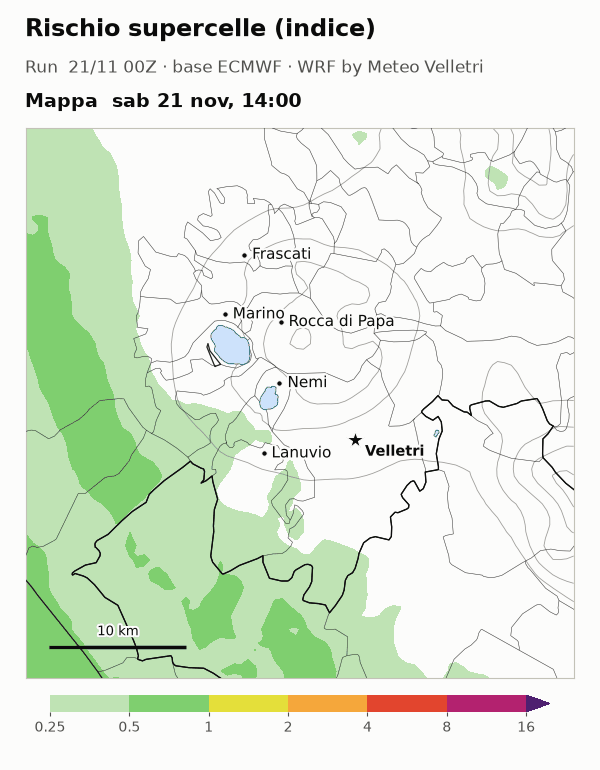 Rischio supercelle (indice)
Run  21/11 00Z · base ECMWF · WRF by Meteo Velletri
Mappa  sab 21 nov, 14:00
Frascati
Marino
Rocca di Papa
Nemi
Velletri
Lanuvio
10 km
0.25 0.5 1 2 4 8 16